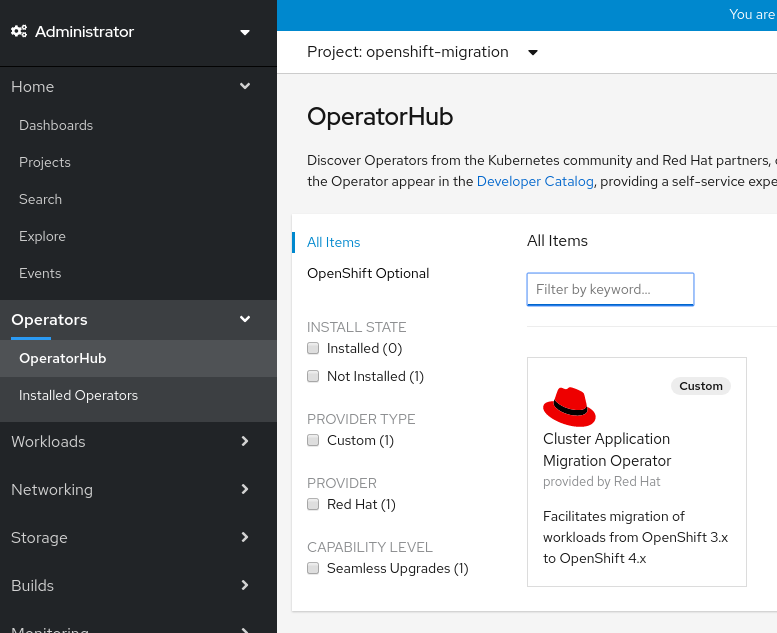 Administrator
Home
Dashboards
Projects
Search
Explore
Events
Operators
OperatorHub
Installed Operators
Workloads
Networking
Storage
Builds
Monitoring
You are
Project: openshift-migration
OperatorHub
Discover Operators from the Kubernetes community and Red Hat partners,
the Operator appear in the Developer Catalog, providing a self-service expe
All Items
OpenShift Optional
INSTALL STATE
Installed (0)
Not Installed (1)
PROVIDER TYPE
Custom (1)
PROVIDER
Red Hat (1)
CAPABILITY LEVEL
Seamless Upgrades (1)
All Items
Filter by keyword...
Custom
Cluster Application
Migration Operator
provided by Red Hat
Facilitates migration of
workloads from OpenShift 3.x
to OpenShift 4.x